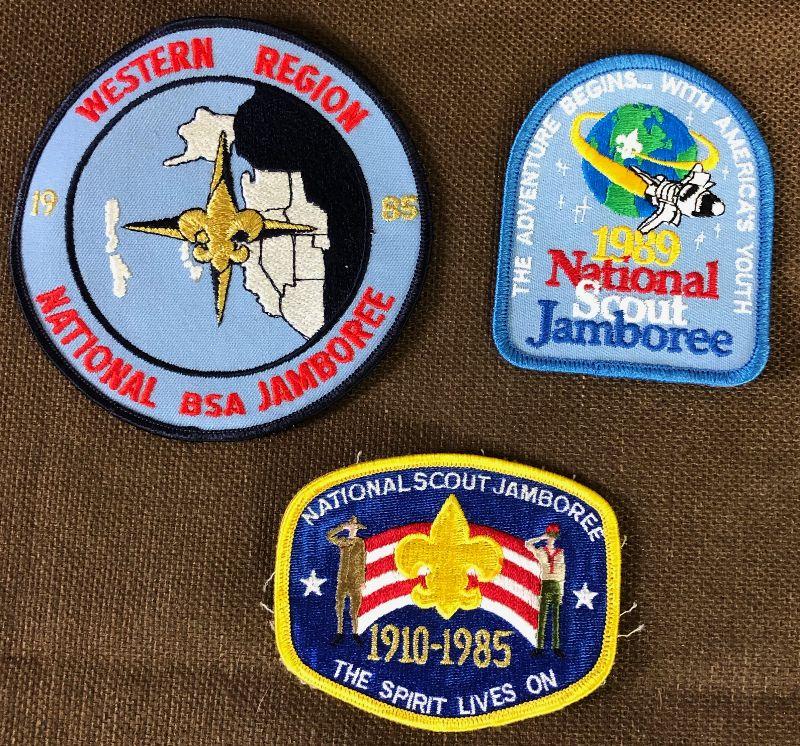 WESTERN REGION
19 85
NATIONAL BSA JAMBOREE
THE ADVENTURE BEGINS... WITH AMERICA'S YOUTH
1989
National
Scout
Jamboree
NATIONAL SCOUT JAMBOREE
1910-1985
THE SPIRIT LIVES ON